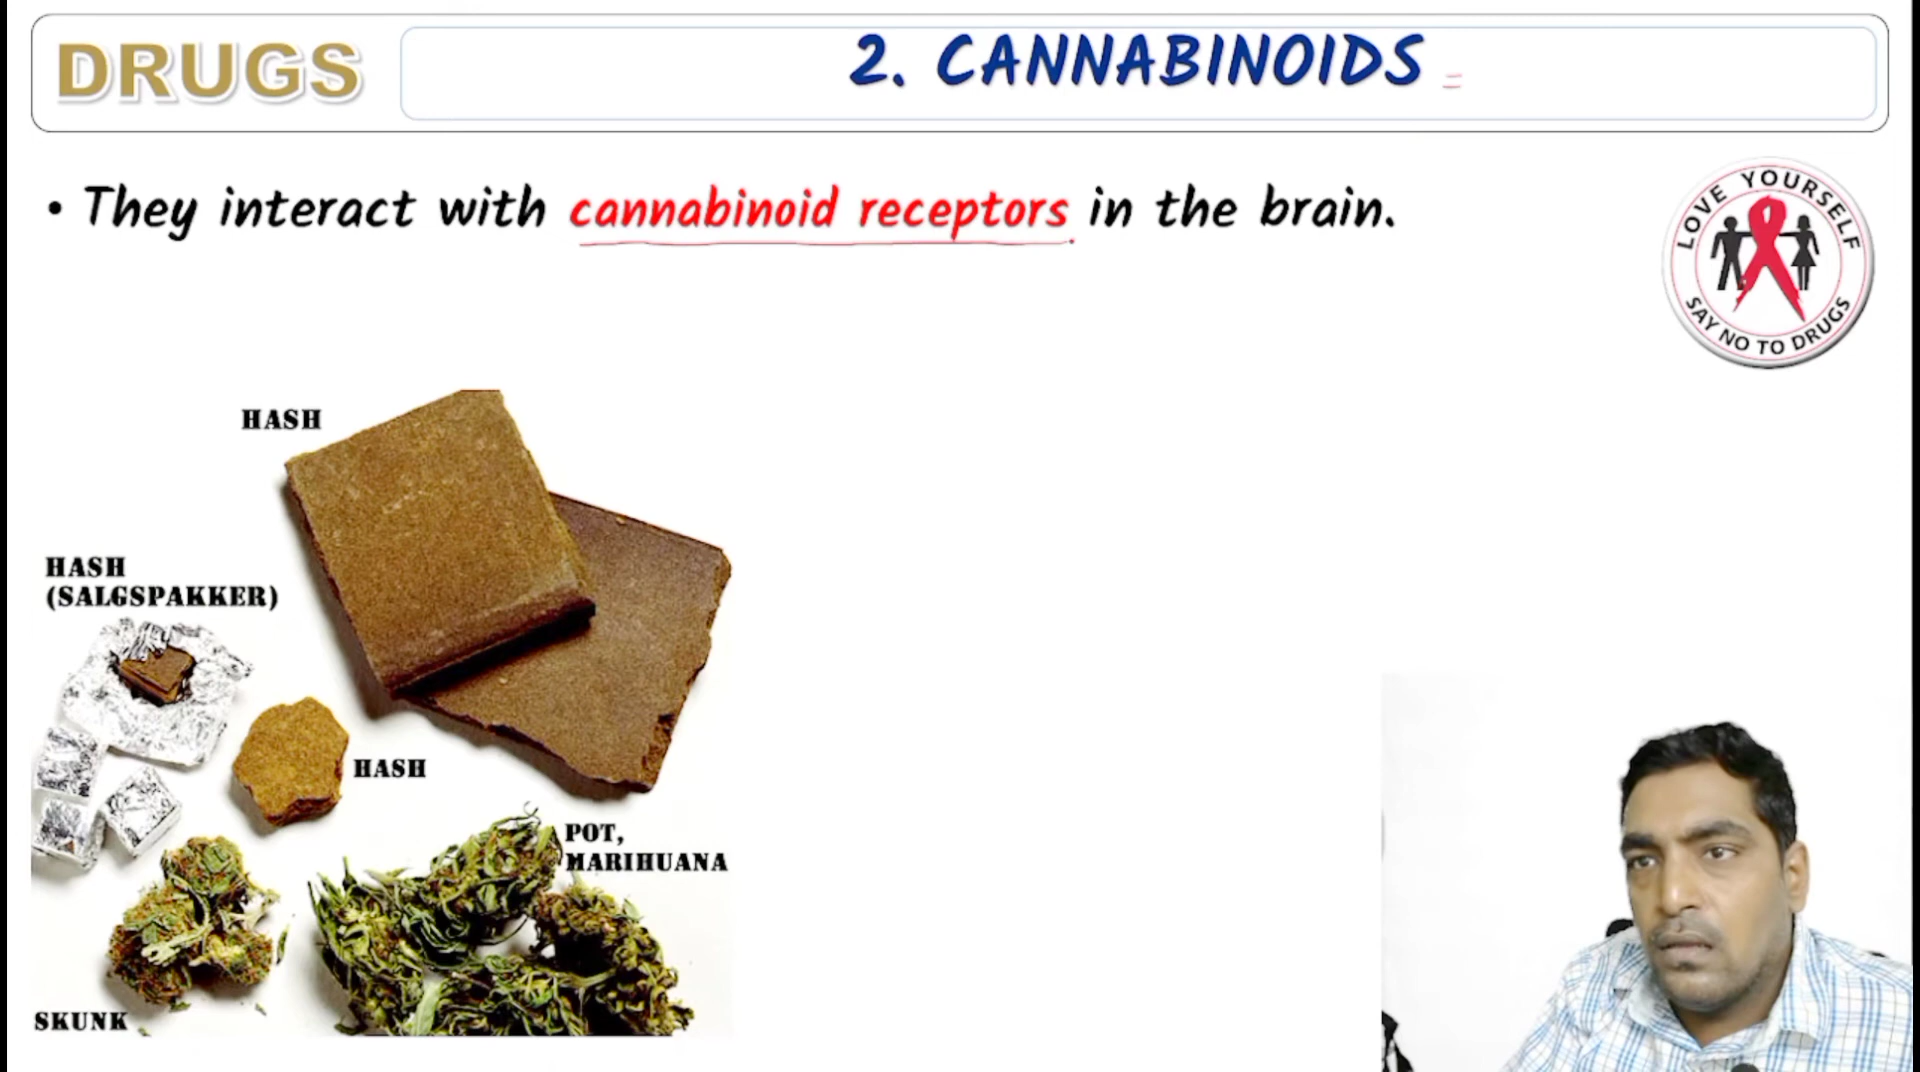 DRUGS
2. CANNABINOIDS
• They interact with cannabinoid receptors in the brain.
LOVE YOURSELF
SAY NO TO DRUGS
HASH
HASH
(SALGSPAKKER)
HASH
POT,
MARIHUANA
SKUNK